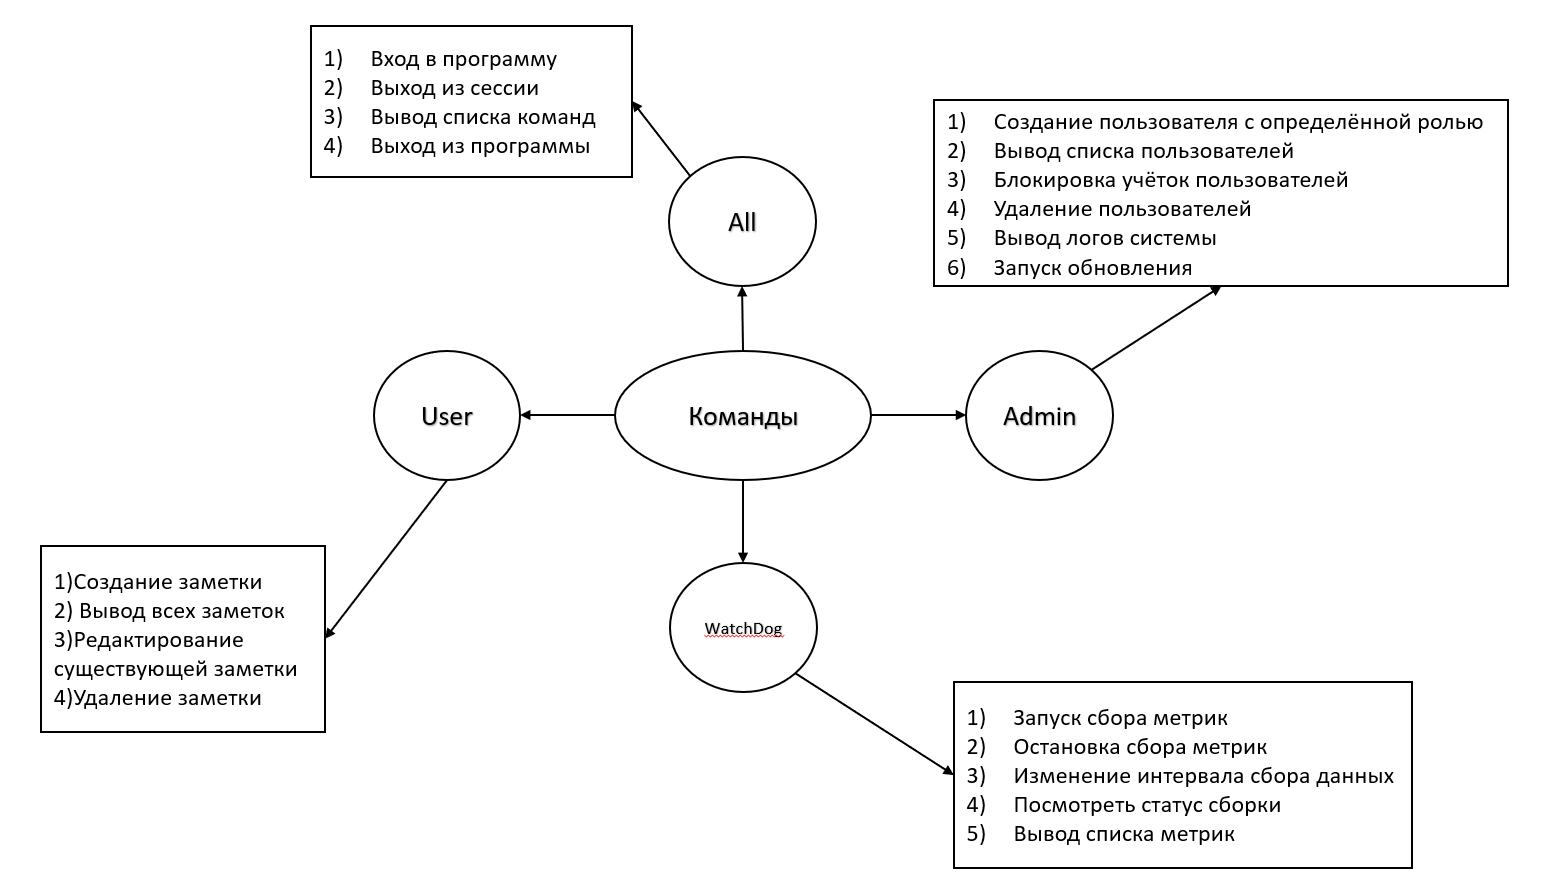 1) Вход в программу
2) Выход из сессии
3) Вывод списка команд
4) Выход из программы
1) Создание пользователя с определённой ролью
2) Вывод списка пользователей
3) Блокировка учёток пользователей
4) Удаление пользователей
5) Вывод логов системы
6) Запуск обновления
All
User
Команды
Admin
1)Создание заметки
2) Вывод всех заметок
3)Редактирование
существующей заметки
4)Удаление заметки
WatchDog
1) Запуск сбора метрик
2) Остановка сбора метрик
3) Изменение интервала сбора данных
4) Посмотреть статус сборки
5) Вывод списка метрик